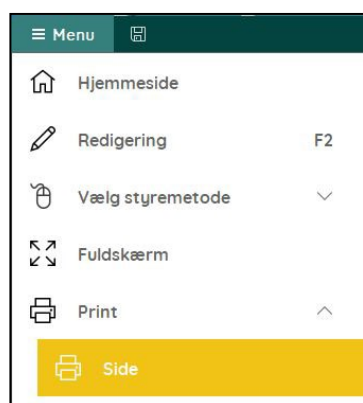 Menu
Hjemmeside
Redigering F2
Vælg styremetode
Fuldskærm
Print
Side